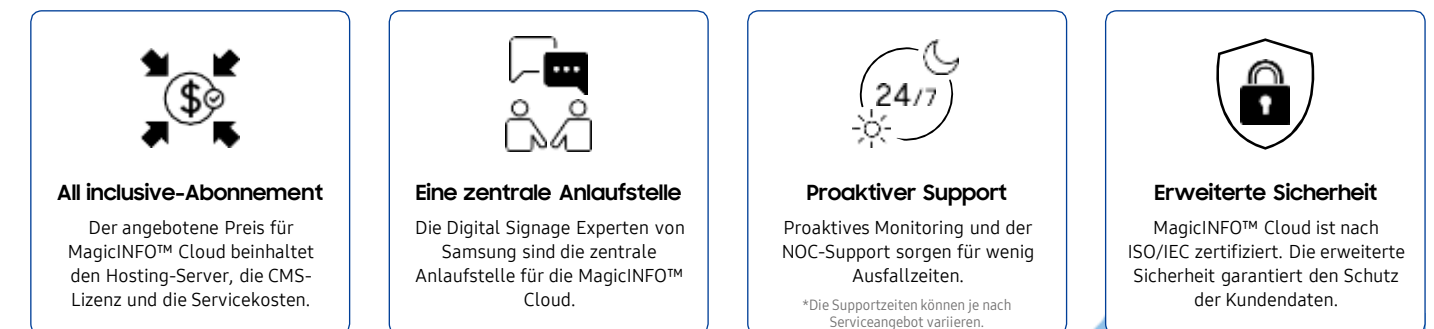 $
24/7
All inclusive-Abonnement
Der angebotene Preis für
MagicINFO™ Cloud beinhaltet
den Hosting-Server, die CMS-
Lizenz und die Servicekosten.
Eine zentrale Anlaufstelle
Die Digital Signage Experten von
Samsung sind die zentrale
Anlaufstelle für die MagicINFO™
Cloud.
Proaktiver Support
Proaktives Monitoring und der
NOC-Support sorgen für wenig
Ausfallzeiten.
*Die Supportzeiten können je nach
Serviceangebot variieren.
Erweiterte Sicherheit
MagicINFO™ Cloud ist nach
ISO/IEC zertifiziert. Die erweiterte
Sicherheit garantiert den Schutz
der Kundendaten.